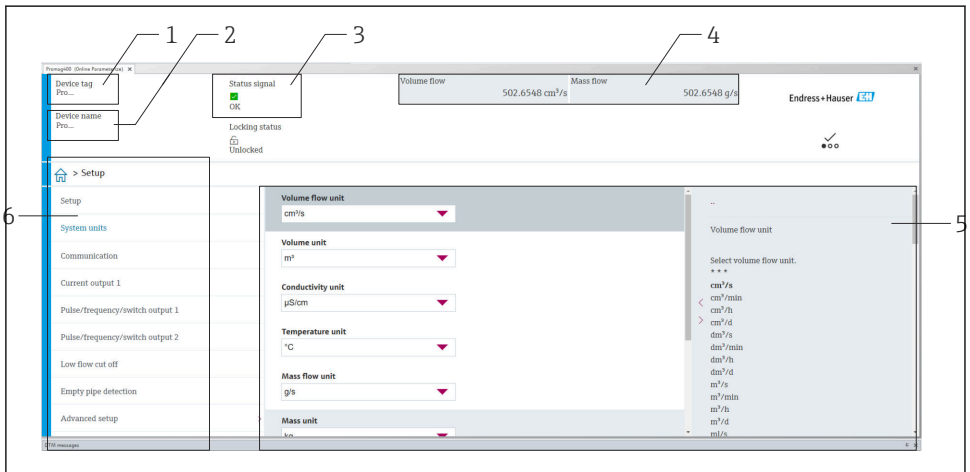 1
2
3
4
Promag400 (Online Parameterize) X
Device tag
Pro...
Device name
Pro...
Status signal
OK
Locking status
Unlocked
Volume flow
502.6548 cm³/s
Mass flow
502.6548 g/s
Endress+Hauser EH
> Setup
6
5
Setup
System units
Communication
Current output 1
Pulse/frequency/switch output 1
Pulse/frequency/switch output 2
Low flow cut off
Empty pipe detection
Advanced setup
Volume flow unit
cm³/s
Volume unit
m³
Conductivity unit
µS/cm
Temperature unit
°C
Mass flow unit
g/s
Mass unit
kg
..
Volume flow unit
Select volume flow unit.
* * *
cm³/s
cm³/min
cm³/h
cm³/d
dm³/s
dm³/min
dm³/h
dm³/d
m³/s
m³/min
m³/h
m³/d
ml/s
DTM messages